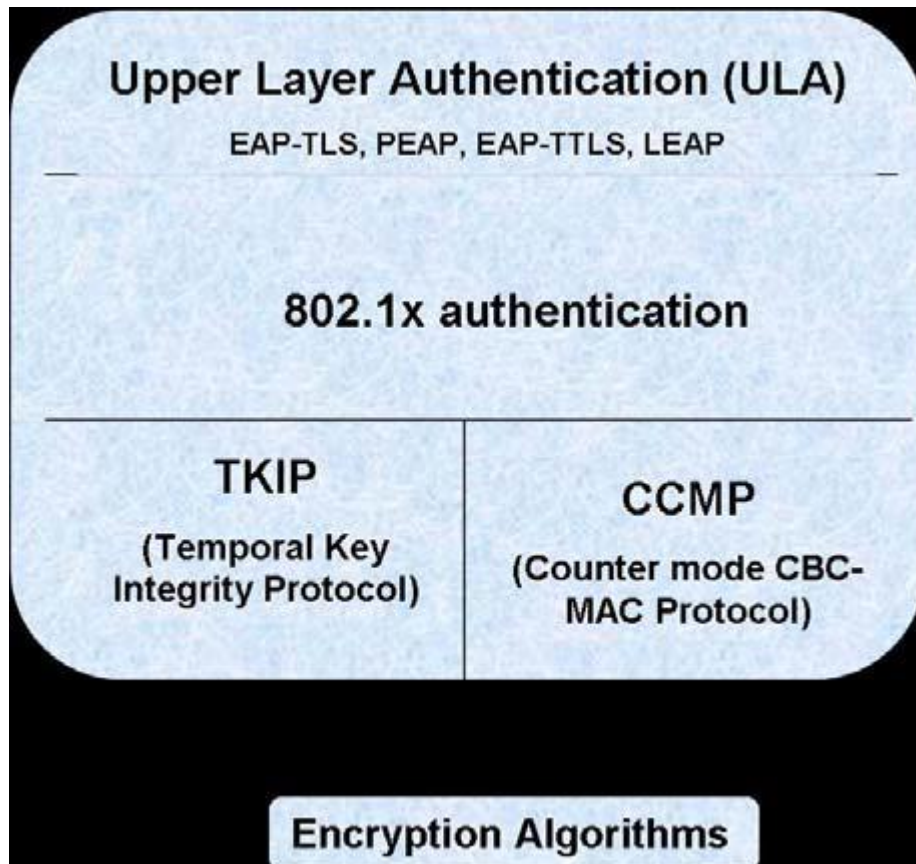 Upper Layer Authentication (ULA)
EAP-TLS, PEAP, EAP-TTLS, LEAP
802.1x authentication
TKIP
(Temporal Key
Integrity Protocol)
CCMP
(Counter mode CBC-
MAC Protocol)
Encryption Algorithms